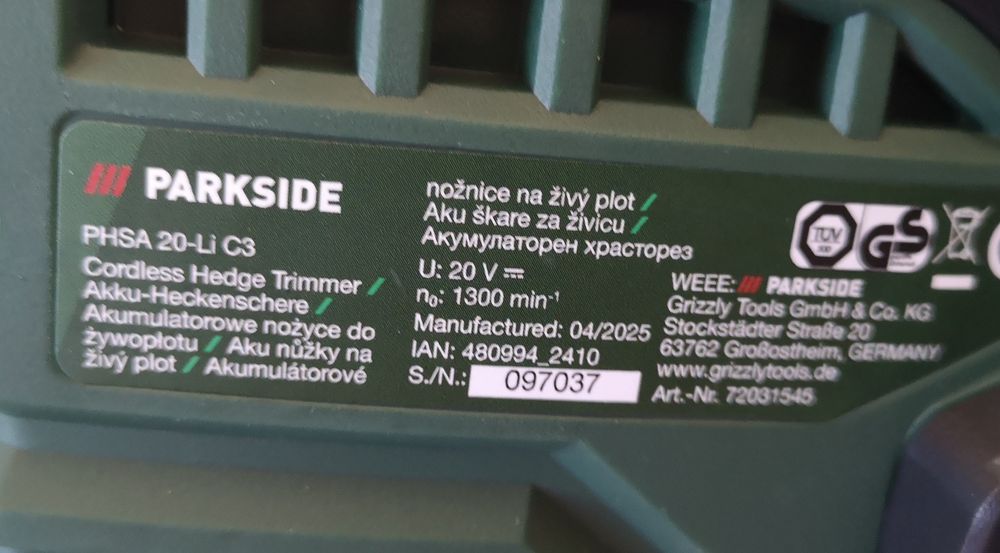 PARKSIDE
PHSA 20-Li C3
Cordless Hedge Trimmer /
Akku-Heckenschere /
Akumulatorowe nożyce do
żywopłotu / Aku nůžky na
živý plot / Akumulátorové
nožnice na živý plot /
Aku škare za živicu /
Акумулаторен храсторез
U: 20 V ⎓
n₀: 1300 min⁻¹
Manufactured: 04/2025
IAN: 480994_2410
S./N.: 097037
TÜV
GS
WEEE: PARKSIDE
Grizzly Tools GmbH & Co. KG
Stockstädter Straße 20
63762 Großostheim, GERMANY
www.grizzlytools.de
Art.-Nr. 72031545